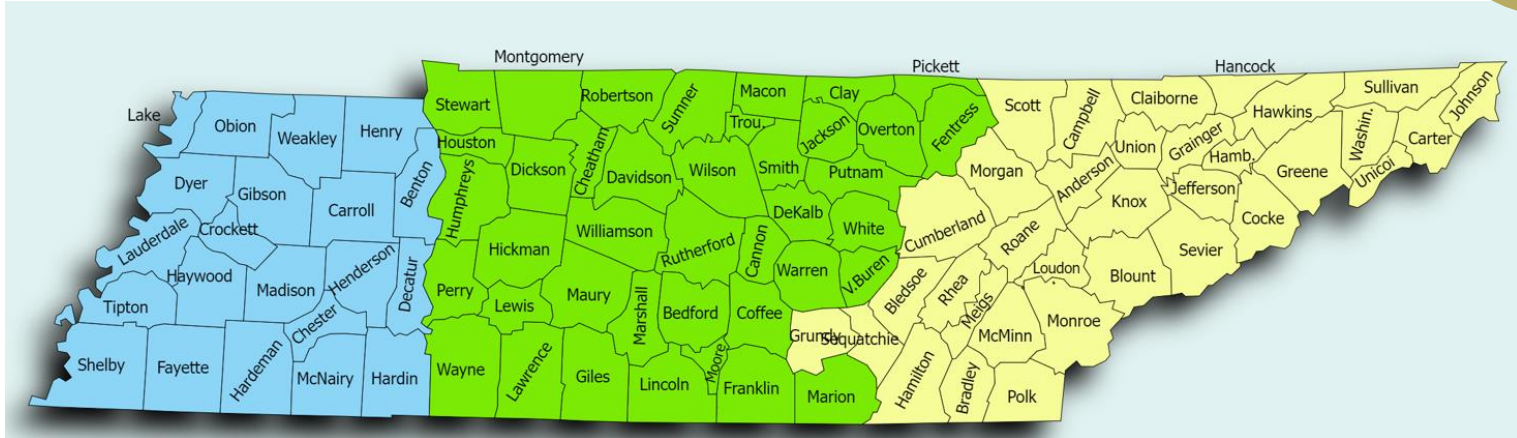 Montgomery
Pickett
Hancock
Lake
Obion
Weakley
Henry
Stewart
Robertson
Sumner
Macon
Trou.
Clay
Jackson
Overton
Fentress
Scott
Campbell
Claiborne
Hawkins
Sullivan
Johnson
Carter
Washin.
Unicoi
Greene
Hamb.
Grainger
Union
Anderson
Morgan
Dyer
Gibson
Carroll
Benton
Houston
Humphreys
Dickson
Cheatham
Davidson
Wilson
Smith
Putnam
DeKalb
White
Cumberland
Roane
Knox
Jefferson
Cocke
Sevier
Blount
Loudon
Lauderdale
Crockett
Haywood
Madison
Henderson
Decatur
Perry
Hickman
Williamson
Rutherford
Cannon
Warren
V.Buren
Bledsoe
Rhea
Meigs
McMinn
Monroe
Tipton
Chester
Lewis
Maury
Marshall
Bedford
Coffee
Grundy
Sequatchie
Shelby
Fayette
Hardeman
McNairy
Hardin
Wayne
Lawrence
Giles
Lincoln
Moore
Franklin
Marion
Hamilton
Bradley
Polk